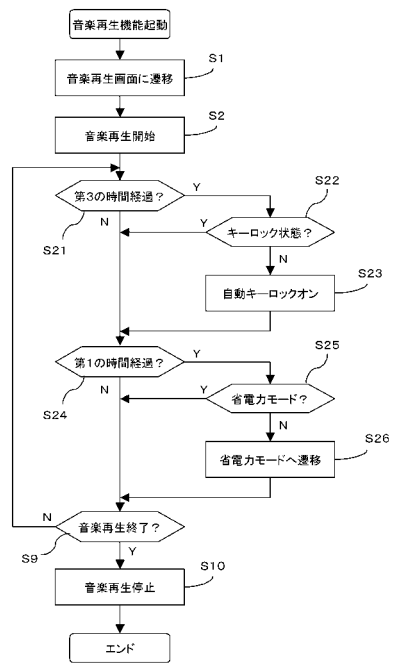 音楽再生機能起動
S1
音楽再生画面に遷移
S2
音楽再生開始
第3の時間経過？
Y
S22
N
Y
キーロック状態？
S21
N
S23
自動キーロックオン
第1の時間経過？
Y
S25
N
Y
省電力モード？
S24
N
S26
省電力モードへ遷移
N
音楽再生終了？
S9
Y
S10
音楽再生停止
エンド